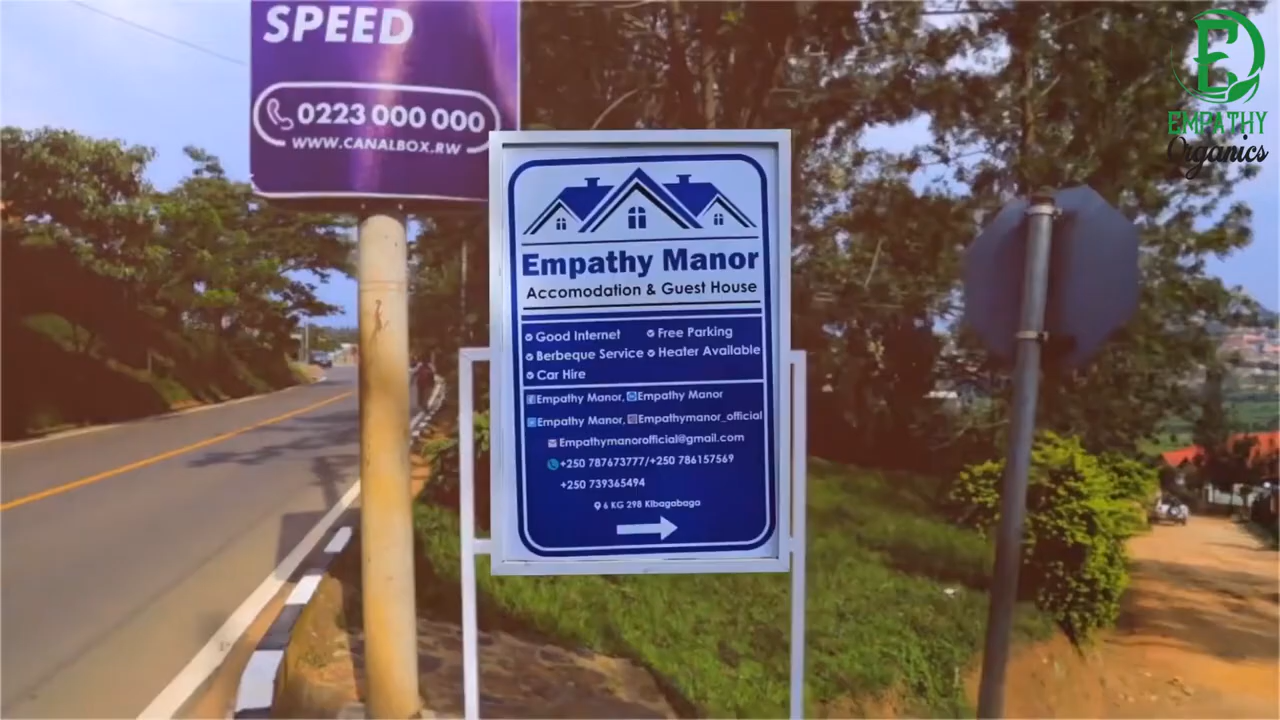 SPEED
0223 000 000
WWW.CANALBOX.RW
Empathy Manor
Accomodation & Guest House
Good Internet
Free Parking
Berbeque Service
Heater Available
Car Hire
Empathy Manor, Empathy Manor
Empathy Manor, Empathymanor_official
Empathymanorofficial@gmail.com
+250 787673777/+250 786157569
+250 739365494
6 KG 298 Kibagabaga
EMPATHY
Organics